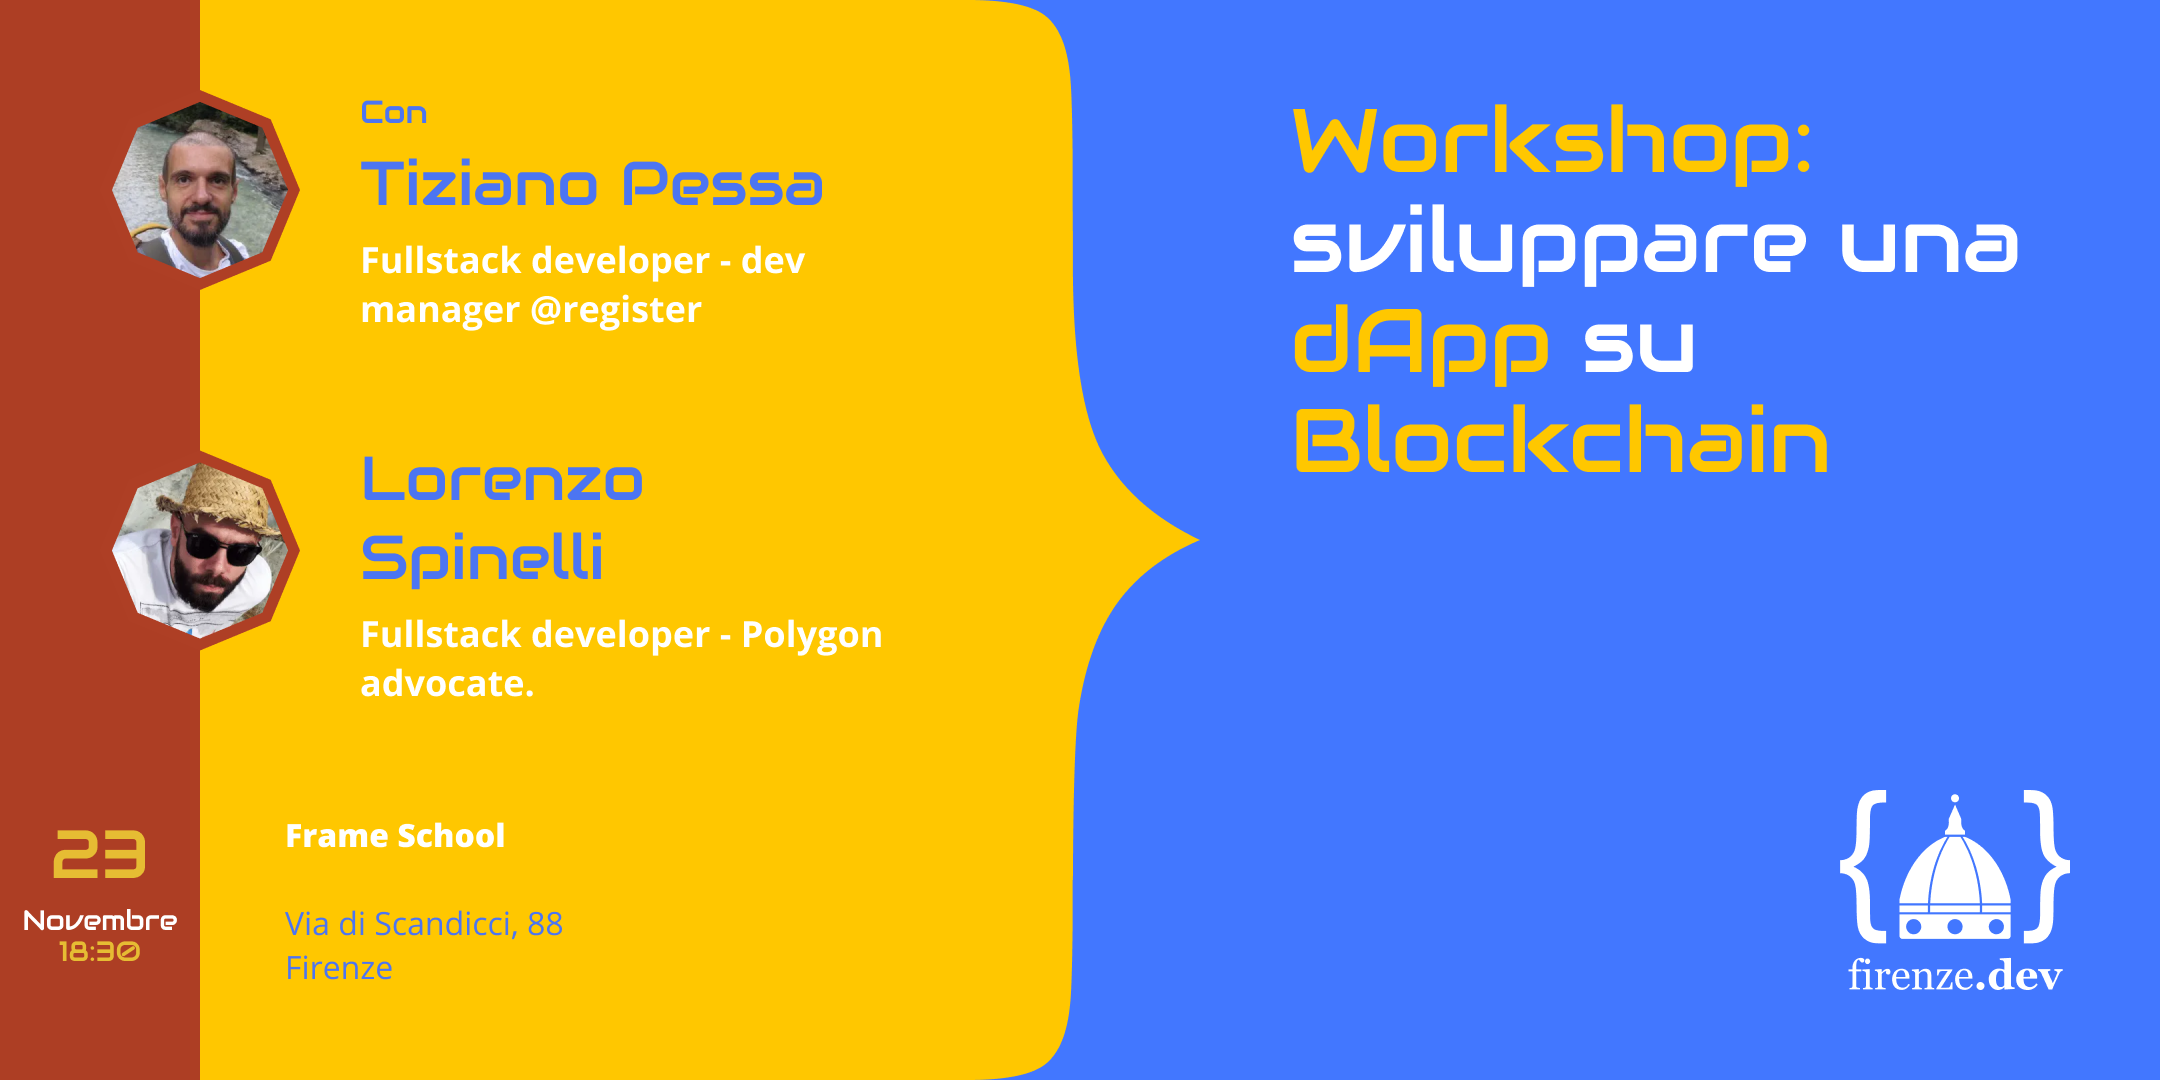 Con
Tiziano Pessa
Fullstack developer - dev
manager @register
Lorenzo
Spinelli
Fullstack developer - Polygon
advocate.
Frame School
Via di Scandicci, 88
Firenze
23
Novembre
18:30
Workshop:
sviluppare una
dApp su
Blockchain
{ }
firenze.dev